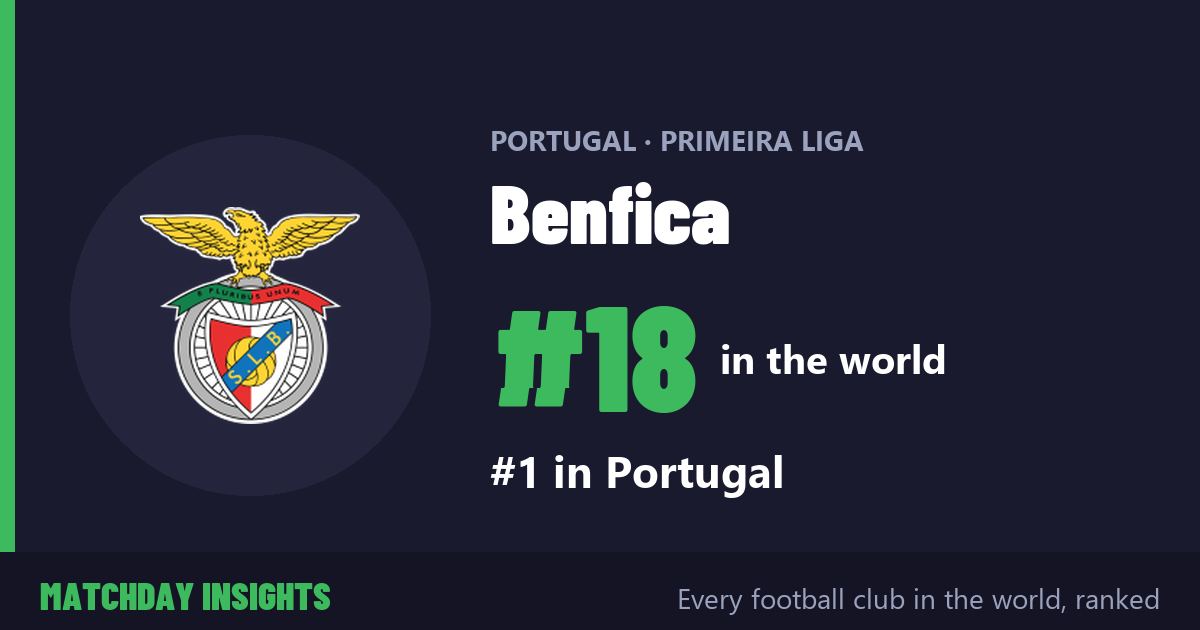 PORTUGAL · PRIMEIRA LIGA
Benfica
#18 in the world
#1 in Portugal
E PLURIBUS UNUM
S.L.B.
MATCHDAY INSIGHTS
Every football club in the world, ranked